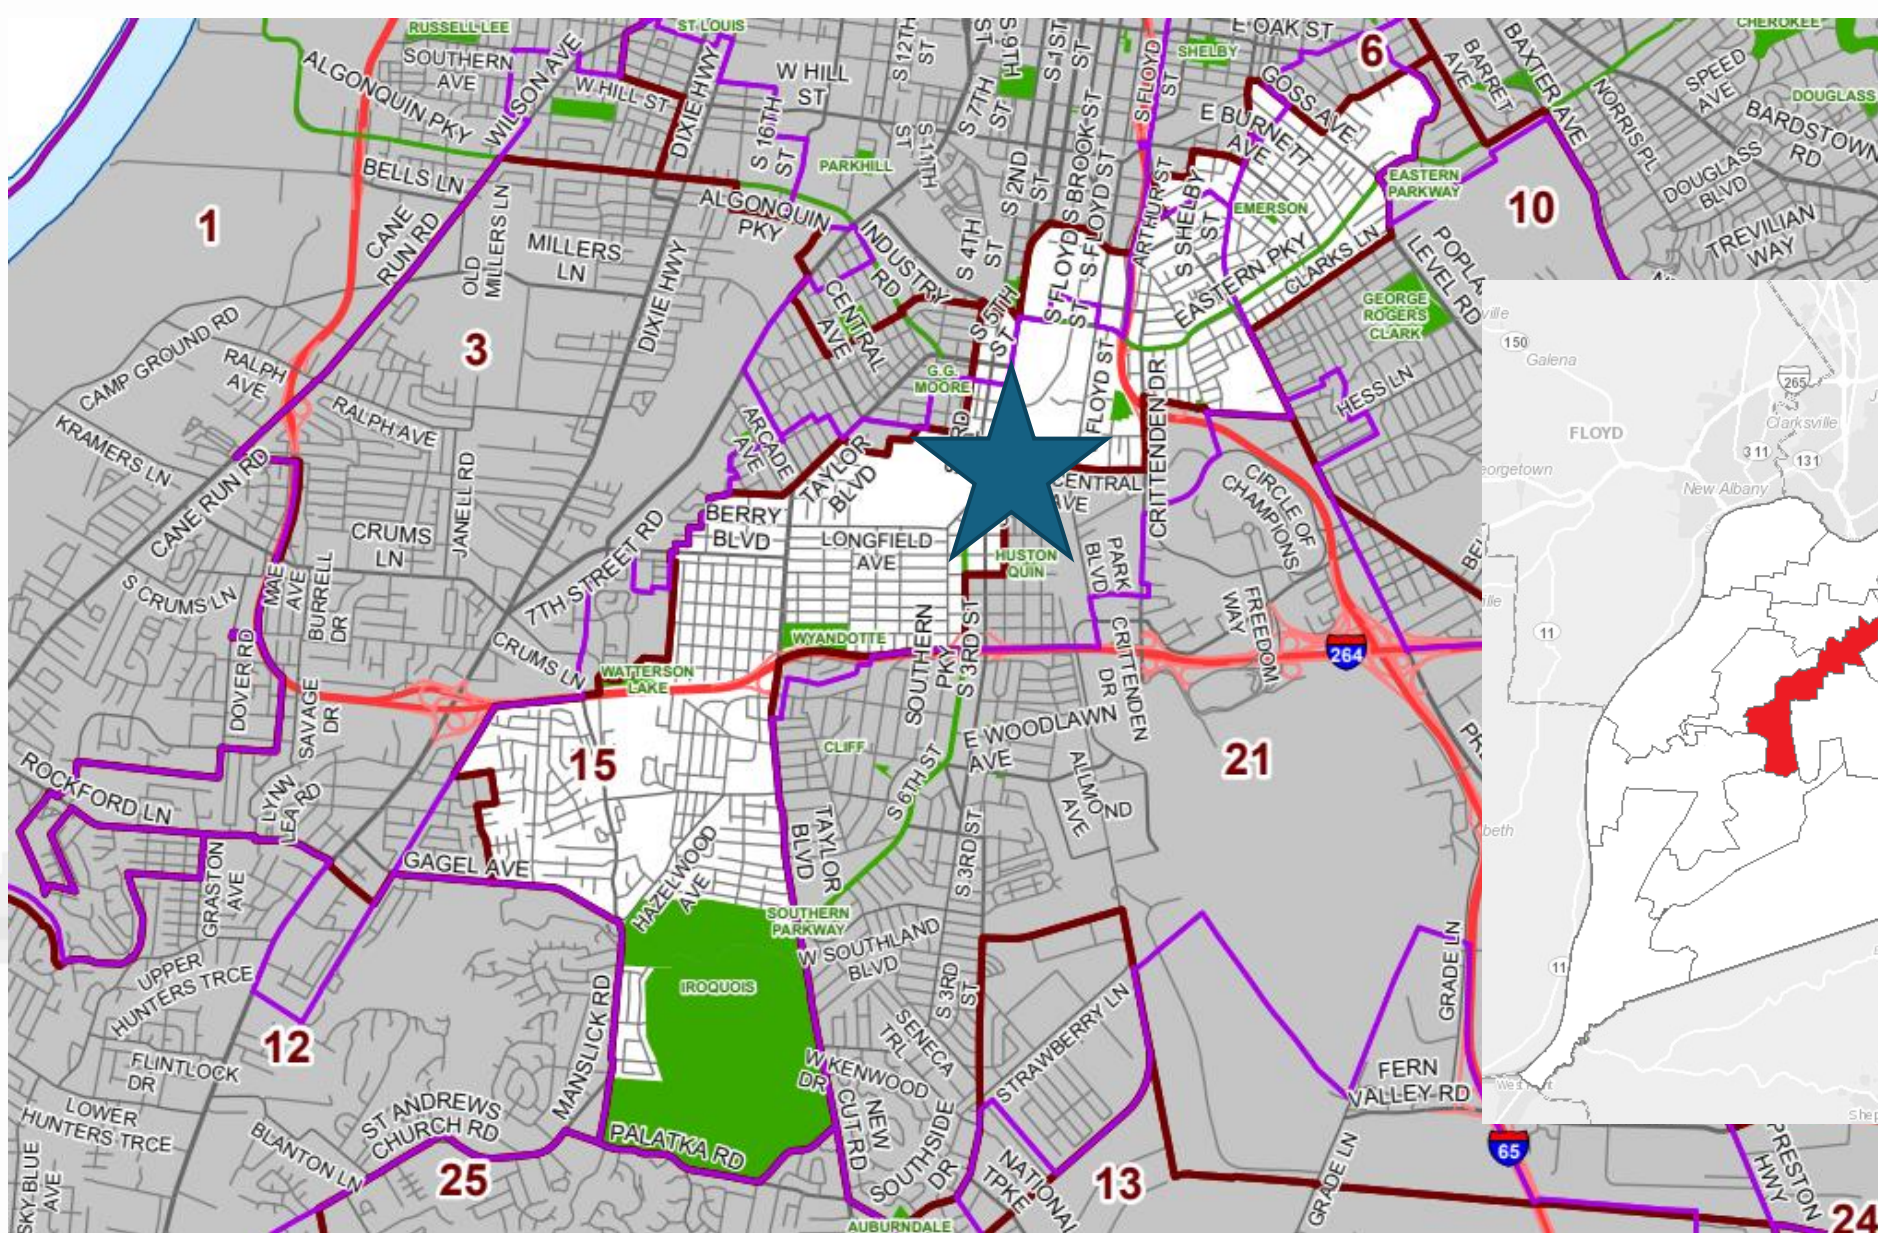 RUSSELL LEE
ST LOUIS
E OAK ST
CHEROKEE
SOUTHERN
AVE
ALGONQUIN PKY
WILSON AVE
W HILL ST
DIXIE HWY
W HILL
ST
S 12TH
ST
S 7TH
ST
S 1ST
ST
S FLOYD
ST
SHELBY
6
BARRET
AVE
BAXTER AVE
NORRIS PL
SPEED
AVE
DOUGLASS
BARDSTOWN
RD
GOSS AVE
E BURNETT
AVE
S 16TH
ST
PARKHILL
S 11TH
ST
S 2ND
ST
S BROOK ST
S FLOYD ST
ARTHUR ST
S SHELBY
ST
EMERSON
EASTERN
PARKWAY
10
DOUGLASS
BLVD
TREVILIAN
WAY
BELLS LN
1
CANE
RUN RD
OLD
MILLERS LN
MILLERS
LN
DIXIE HWY
ALGONQUIN
PKY
INDUSTRY
RD
S 4TH
ST
S FLOYD
ST
EASTERN PKY
CLARKS LN
LEVEL RD
GEORGE
ROGERS
CLARK
CENTRAL
AVE
S 5TH
ST
G.G.
MOORE
3
CAMP GROUND RD
RALPH
AVE
RALPH AVE
KRAMERS LN
CANE RUN RD
JANELL RD
ARCADE
AVE
TAYLOR
BLVD
RD
FLOYD ST
CRITTENDEN DR
CENTRAL
AVE
HESS LN
CIRCLE OF
CHAMPIONS
BERRY
BLVD
LONGFIELD
AVE
HUSTON
QUIN
PARK
BLVD
CRUMS
LN
S CRUMS LN
MAE
AVE
BURRELL
DR
7TH STREET RD
CRUMS LN
DOVER RD
SAVAGE
DR
WATTERSON
LAKE
WYANDOTTE
SOUTHERN
PKY
S 3RD ST
CRITTENDEN
DR
FREEDOM
WAY
264
15
CLIFF
S 6TH ST
E WOODLAWN
AVE
ALLMOND
AVE
21
ROCKFORD LN
LYNN
LEA RD
GRASTON
AVE
GAGEL AVE
HAZELWOOD
AVE
TAYLOR
BLVD
S 3RD ST
SOUTHERN
PARKWAY
W SOUTHLAND
BLVD
UPPER
HUNTERS TRCE
IROQUOIS
MANSLICK RD
S 3RD
ST
SENECA
TRL
STRAWBERRY LN
GRADE LN
12
FLINTLOCK
DR
LOWER
HUNTERS TRCE
ST ANDREWS
CHURCH RD
BLANTON LN
25
PALATKA RD
W KENWOOD
DR
NEW
CUT RD
SOUTHSIDE
DR
NATIONAL
TPKE
13
FERN
VALLEY RD
GRADE LN
65
PRESTON
HWY
24
SKY BLUE
AVE
AUBURNDALE
150
Galena
265
FLOYD
Clarksville
3 11
131
New Albany
11
11